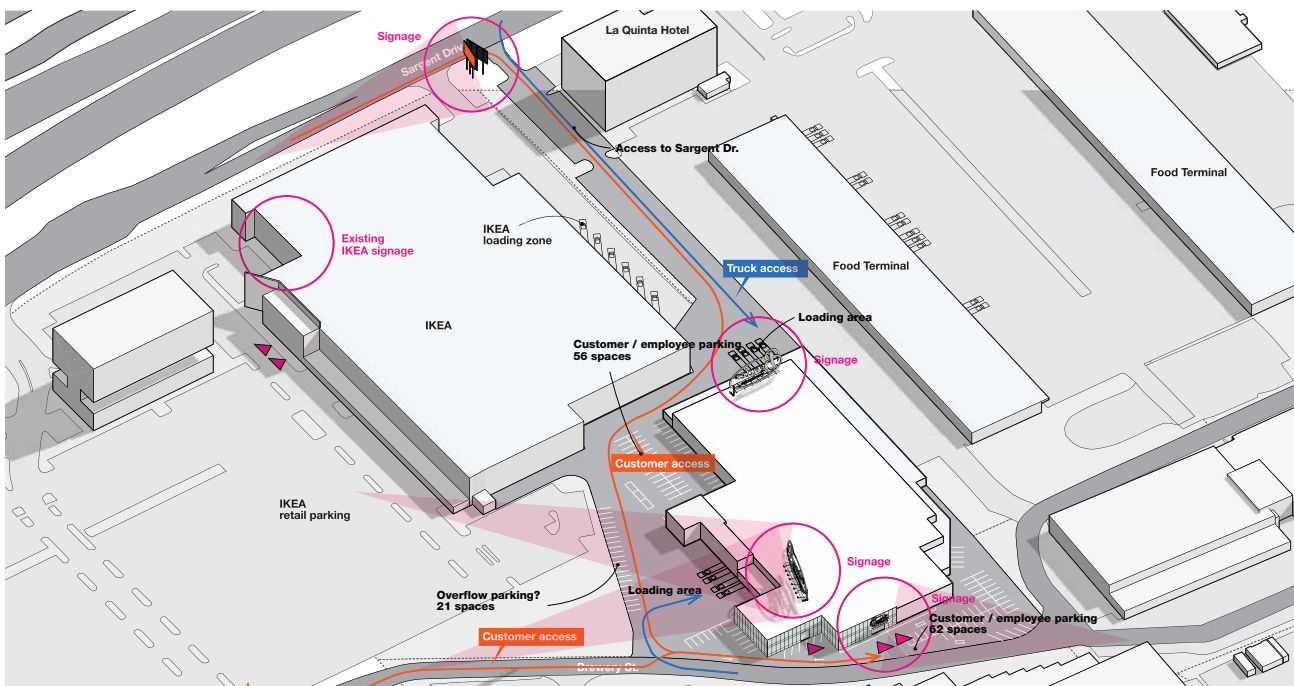 La Quinta Hotel
Signage
Sargent Drive
Access to Sargent Dr.
Food Terminal
IKEA
loading zone
Existing
IKEA signage
Truck access
Food Terminal
Loading area
IKEA
Customer / employee parking
56 spaces
Signage
Customer access
IKEA
retail parking
Signage
Overflow parking?
21 spaces
Loading area
Signage
Customer / employee parking
62 spaces
Customer access
Brewery St.